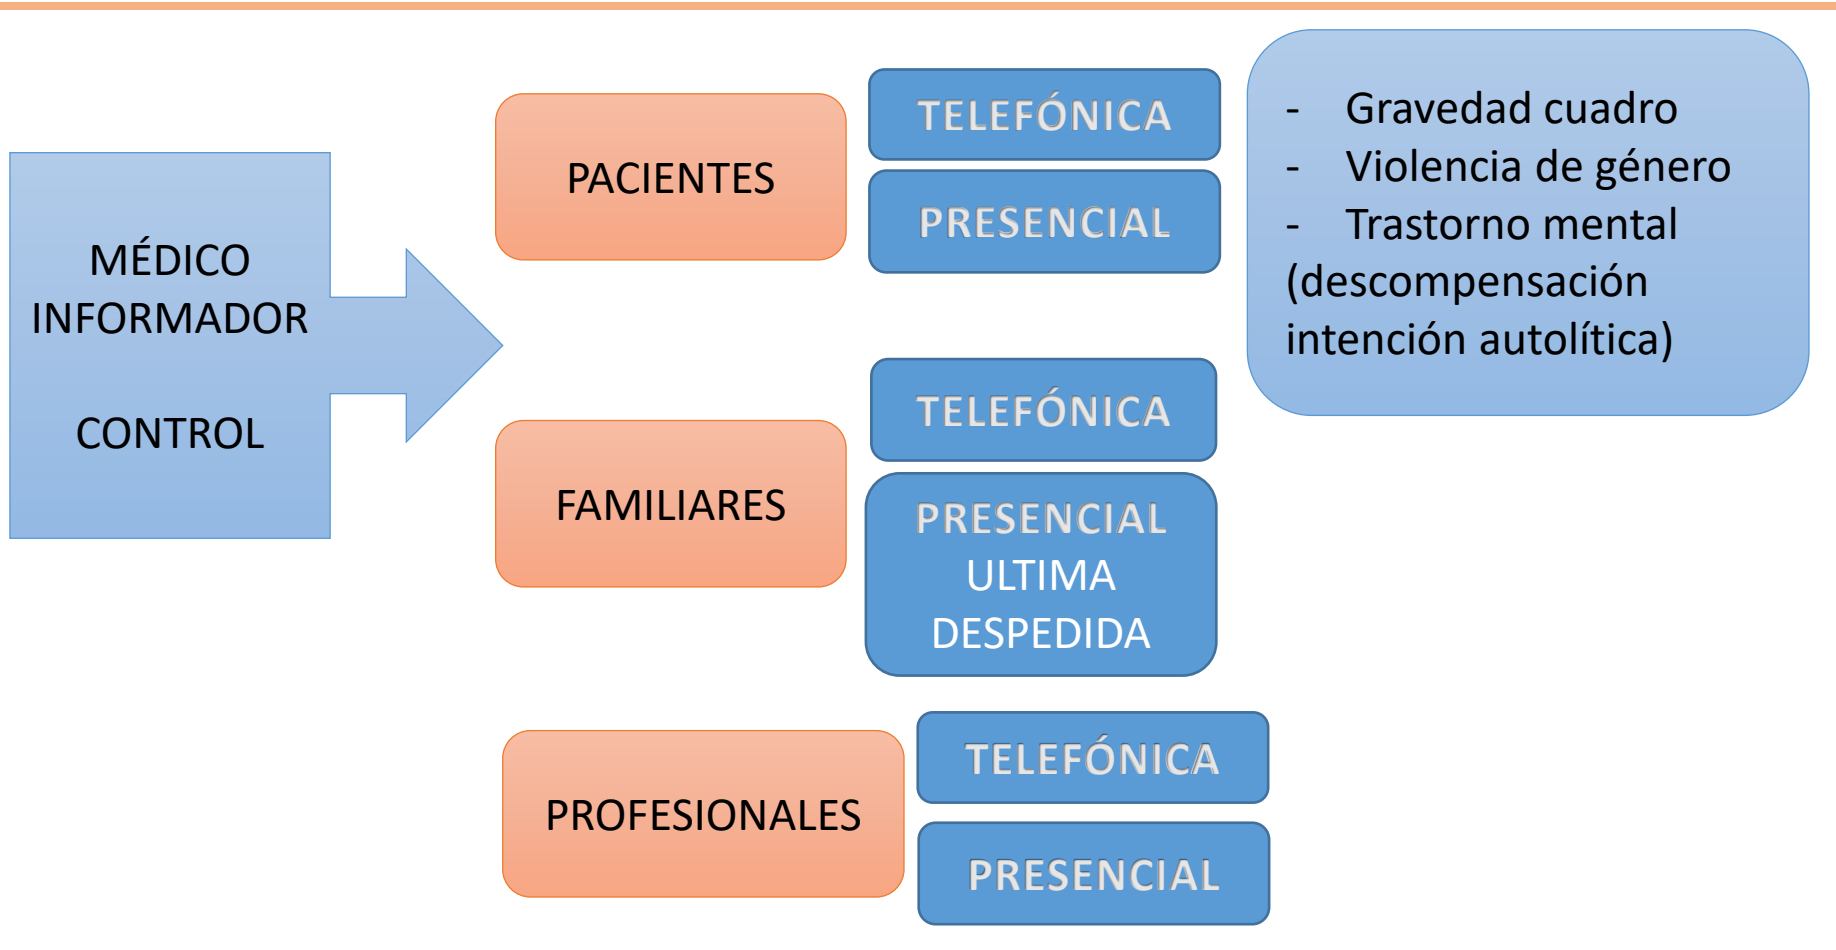 MÉDICO
INFORMADOR
CONTROL
PACIENTES
TELEFÓNICA
PRESENCIAL
- Gravedad cuadro
- Violencia de género
- Trastorno mental
(descompensación
intención autolítica)
FAMILIARES
TELEFÓNICA
PRESENCIAL
ULTIMA
DESPEDIDA
PROFESIONALES
TELEFÓNICA
PRESENCIAL